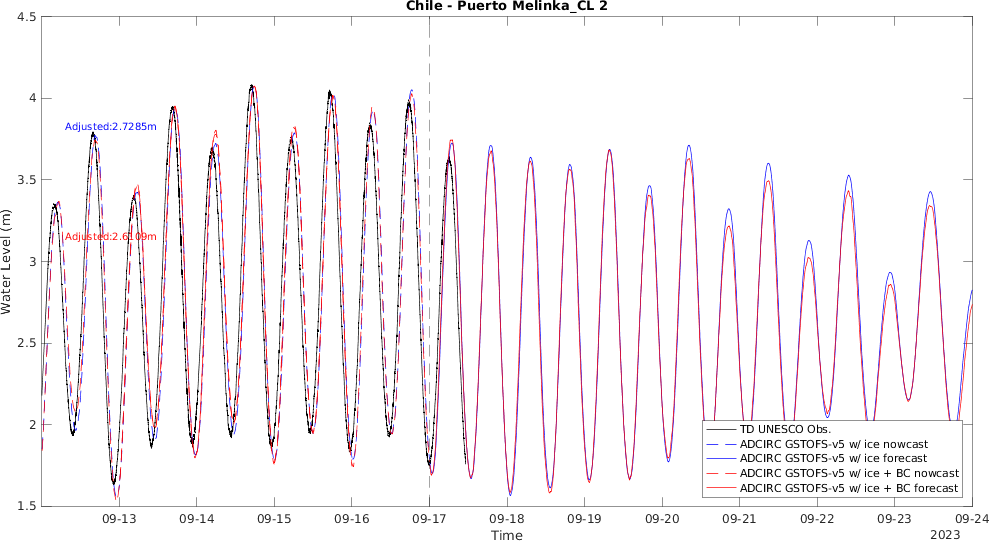 Chile - Puerto Melinka_CL 2
4.5
4
3.5
3
2.5
2
1.5
Water Level (m)
Adjusted:2.7285m
Adjusted:2.6109m
TD UNESCO Obs.
ADCIRC GSTOFS-v5 w/ ice nowcast
ADCIRC GSTOFS-v5 w/ ice forecast
ADCIRC GSTOFS-v5 w/ ice + BC nowcast
ADCIRC GSTOFS-v5 w/ ice + BC forecast
09-13 09-14 09-15 09-16 09-17 09-18 09-19 09-20 09-21 09-22 09-23 09-24
Time
2023